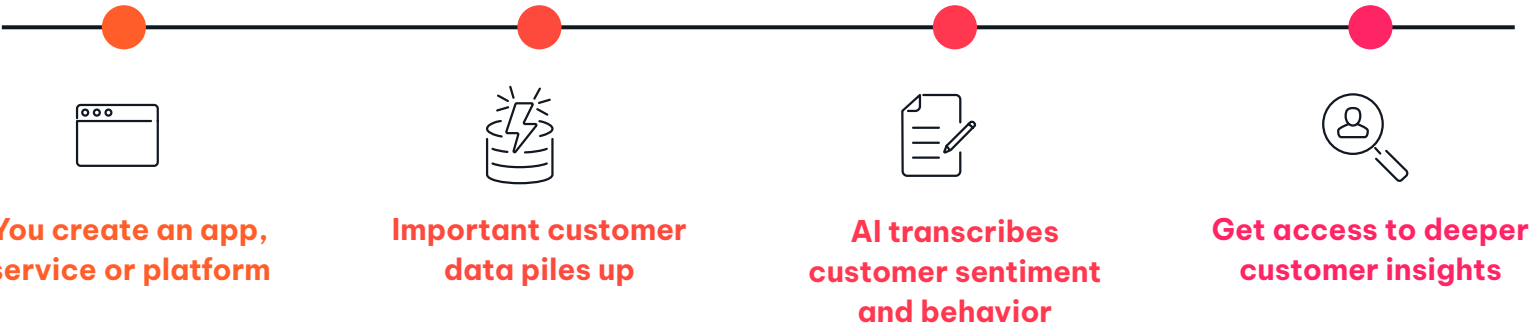 You create an app,
service or platform
Important customer
data piles up
AI transcribes
customer sentiment
and behavior
Get access to deeper
customer insights